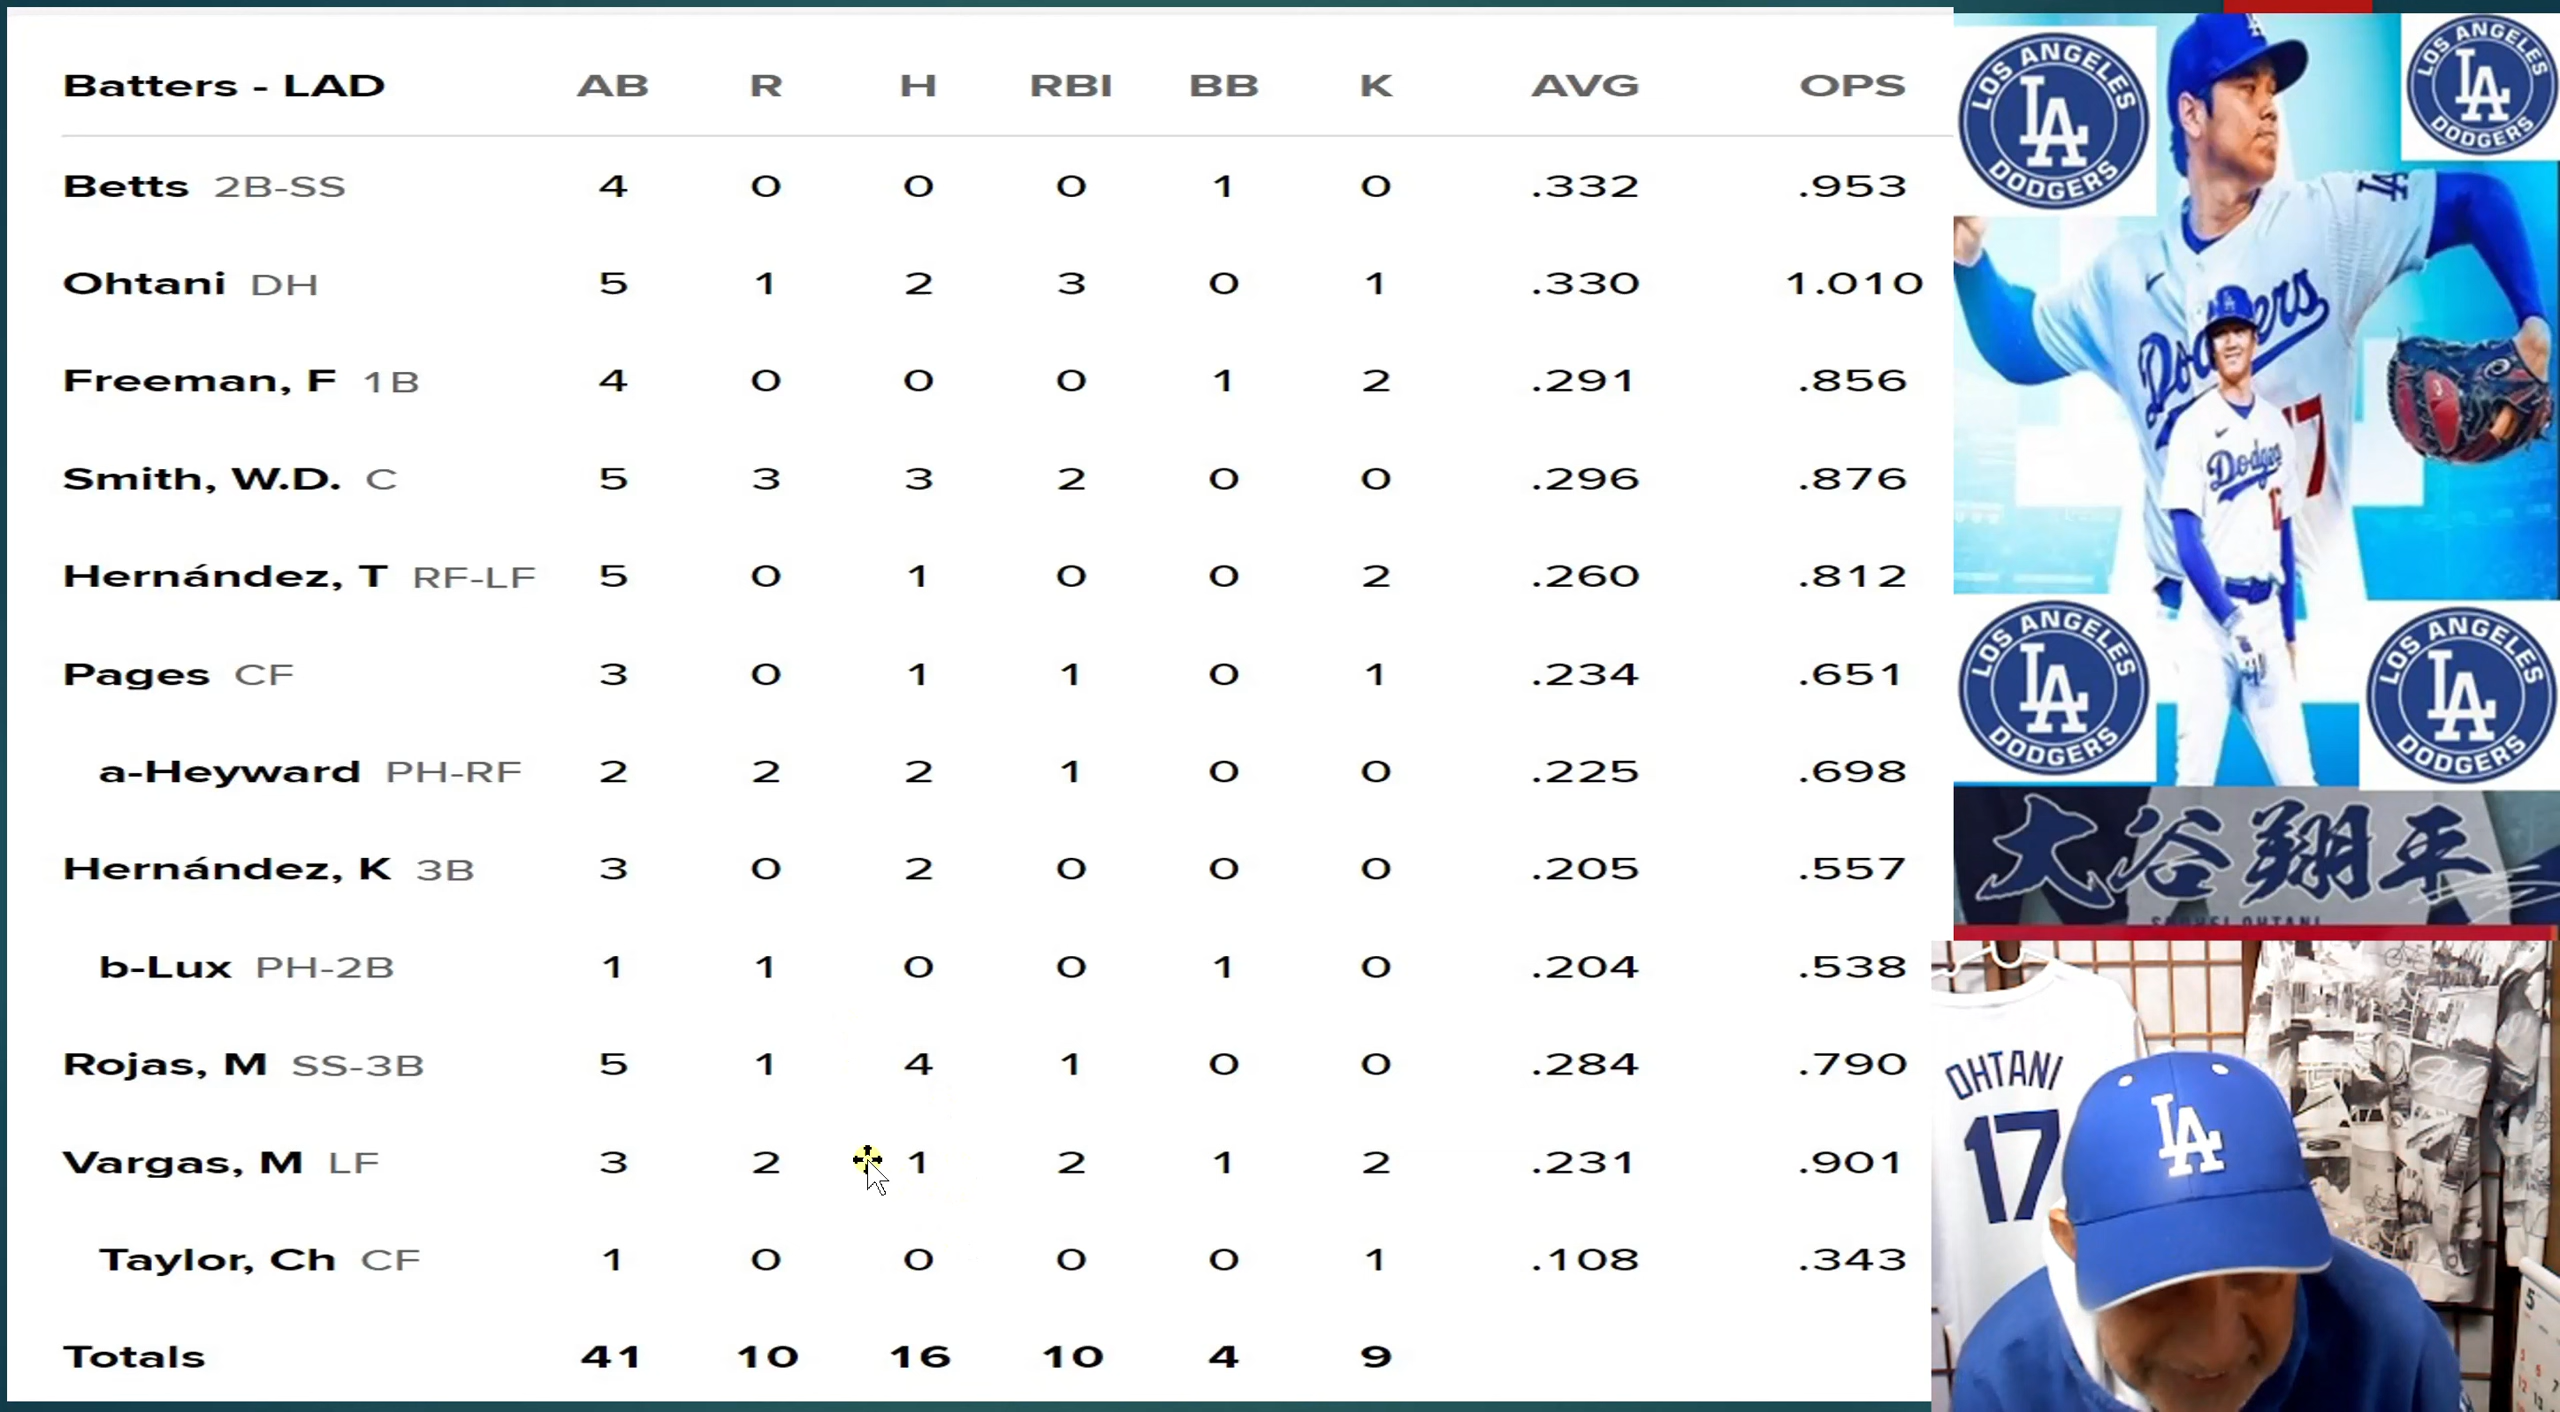 Batters - LAD AB R H RBI BB K AVG OPS
Betts 2B-SS 4 0 0 0 1 0 .332 .953
Ohtani DH 5 1 2 3 0 1 .330 1.010
Freeman, F 1B 4 0 0 0 1 2 .291 .856
Smith, W.D. C 5 3 3 2 0 0 .296 .876
Hernández, T RF-LF 5 0 1 0 0 2 .260 .812
Pages CF 3 0 1 1 0 1 .234 .651
a-Heyward PH-RF 2 2 2 1 0 0 .225 .698
Hernández, K 3B 3 0 2 0 0 0 .205 .557
b-Lux PH-2B 1 1 0 0 1 0 .204 .538
Rojas, M SS-3B 5 1 4 1 0 0 .284 .790
Vargas, M LF 3 2 1 2 1 2 .231 .901
Taylor, Ch CF 1 0 0 0 0 1 .108 .343
Totals 41 10 16 10 4 9
LOS ANGELES
LA
DODGERS
LOS ANGELES
LA
DODGERS
LA
Dodgers
7
Dodgers
LOS ANGELES
LA
DODGERS
LOS ANGELES
LA
DODGERS
大谷翔平
SHOHEI OHTANI
OHTANI
17
LA
5